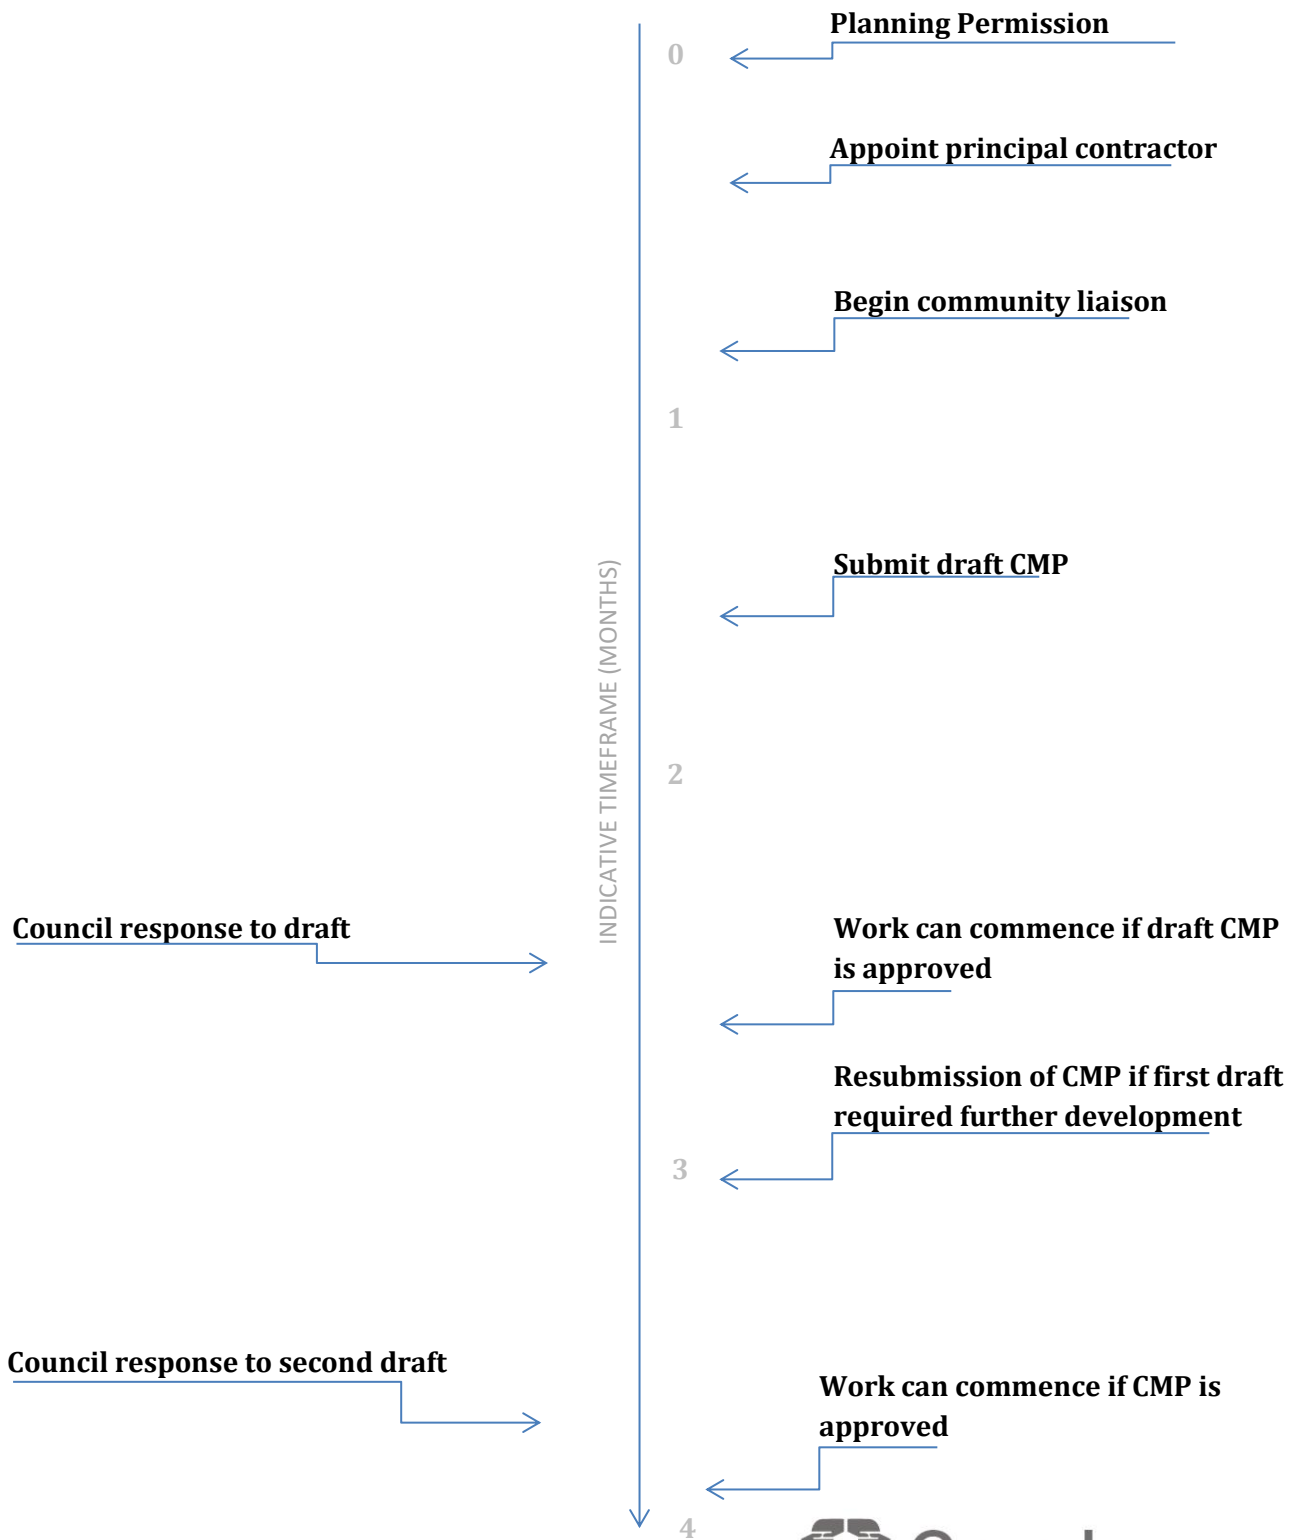 Planning Permission
0
Appoint principal contractor
Begin community liaison
1
Submit draft CMP
INDICATIVE TIMEFRAME (MONTHS)
2
Council response to draft
Work can commence if draft CMP
is approved
Resubmission of CMP if first draft
required further development
3
Council response to second draft
Work can commence if CMP is
approved
4